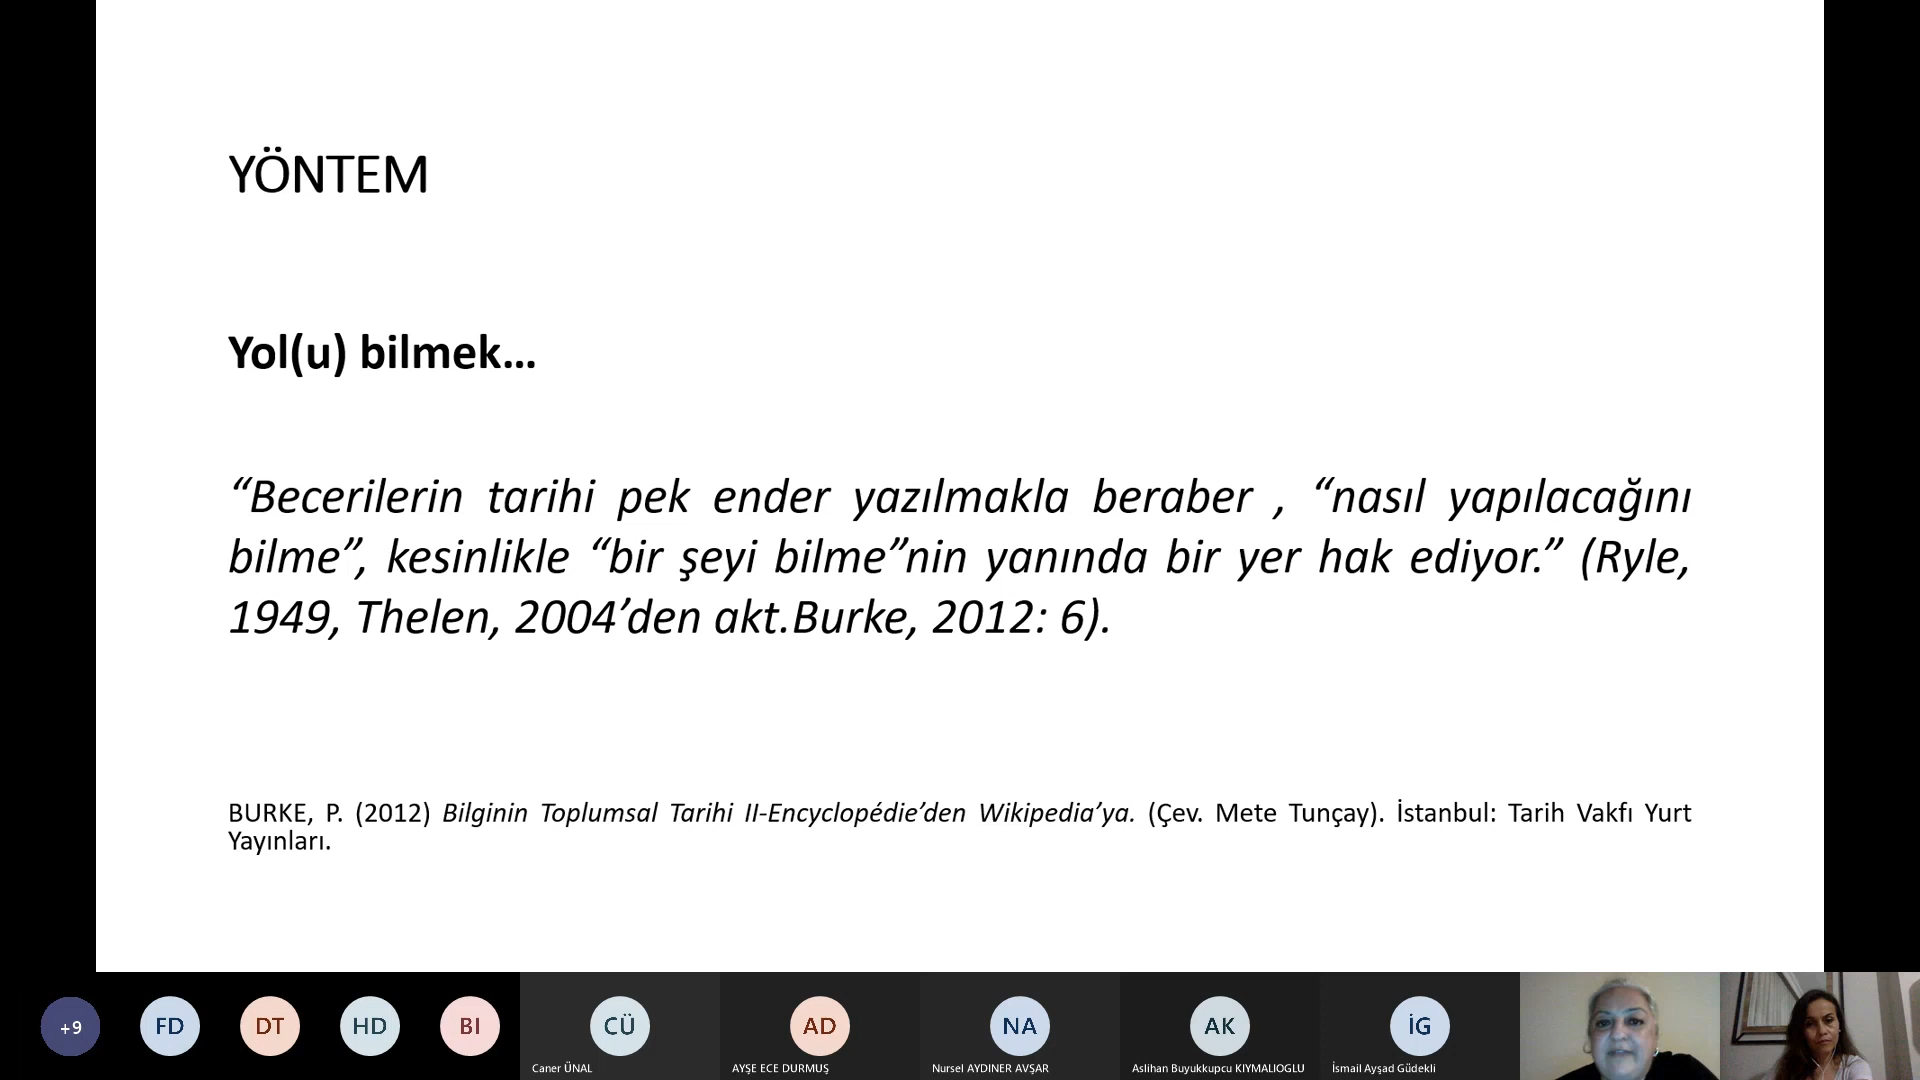 YÖNTEM
Yol(u) bilmek…
“Becerilerin tarihi pek ender yazılmakla beraber , “nasıl yapılacağını
bilme”, kesinlikle “bir şeyi bilme”nin yanında bir yer hak ediyor.” (Ryle,
1949, Thelen, 2004’den akt.Burke, 2012: 6).
BURKE, P. (2012) Bilginin Toplumsal Tarihi II-Encyclopédie’den Wikipedia’ya. (Çev. Mete Tunçay). İstanbul: Tarih Vakfı Yurt
Yayınları.
+9 FD DT HD BI CÜ AD NA AK İG
Caner ÜNAL AYŞE ECE DURMUŞ Nursel AYDINER AVŞAR Aslihan Buyukkupcu KIYMALIOGLU İsmail Ayşad Güdekli